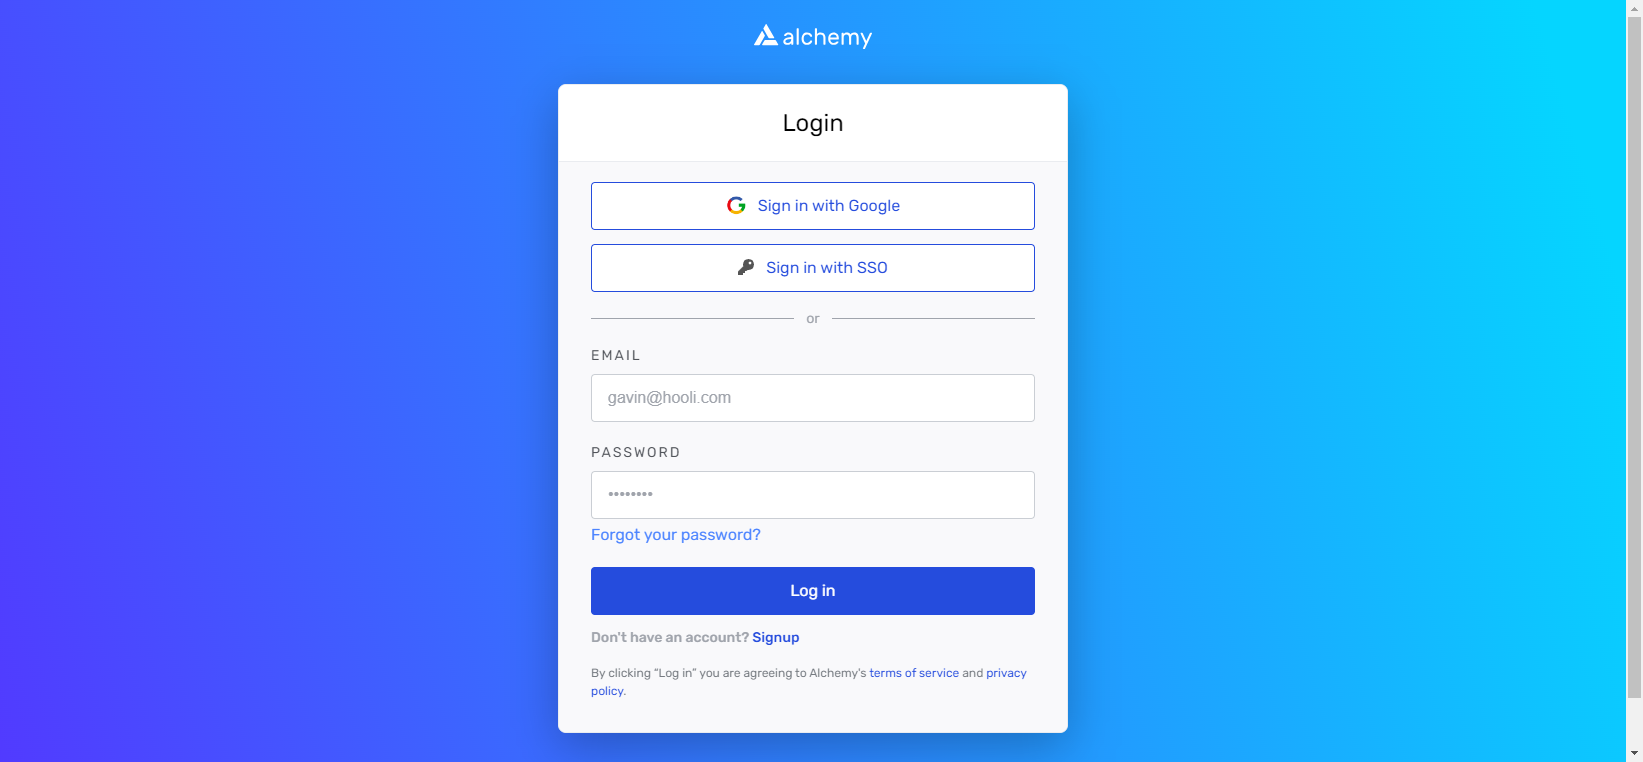 alchemy
Login
Sign in with Google
Sign in with SSO
or
EMAIL
gavin@hooli.com
PASSWORD
••••••••
Forgot your password?
Log in
Don't have an account? Signup
By clicking “Log in” you are agreeing to Alchemy's terms of service and privacy
policy.